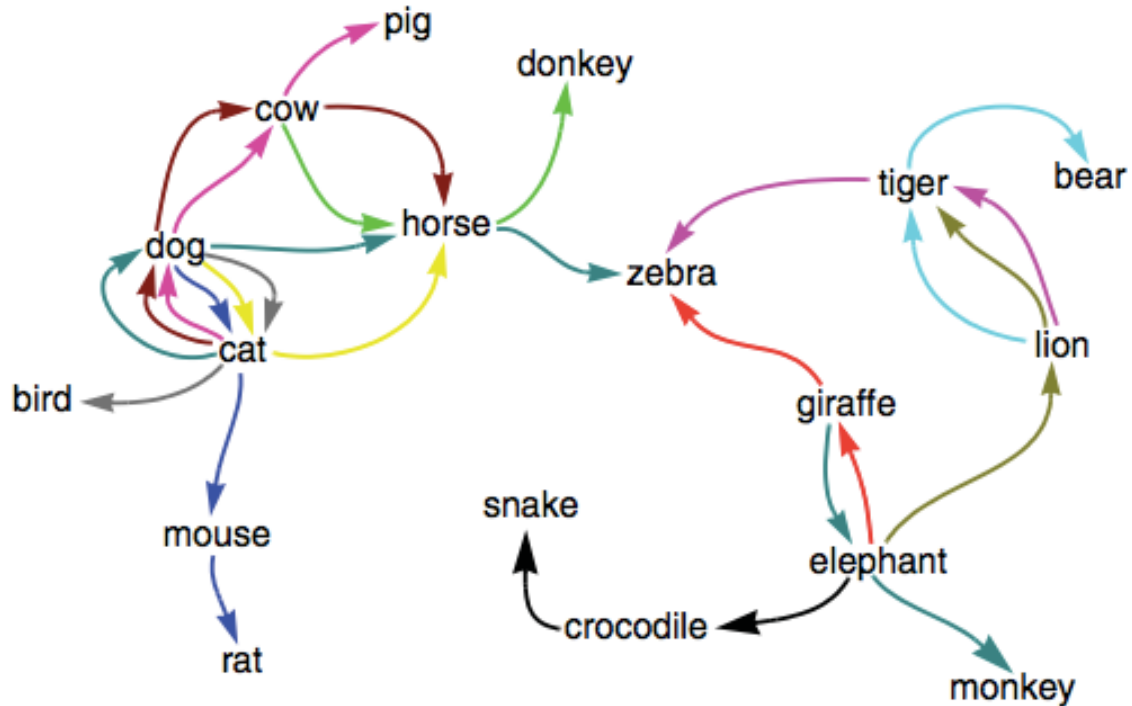 pig
donkey
cow
tiger
bear
horse
dog
zebra
cat
lion
bird
giraffe
snake
mouse
elephant
crocodile
rat
monkey